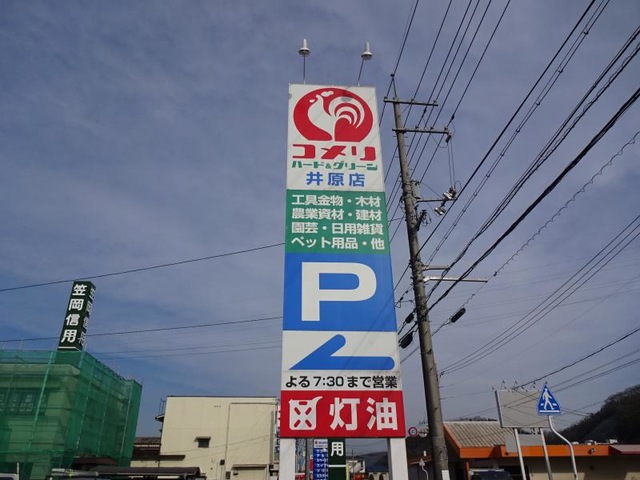 コメリ
ハード&グリーン
井原店
工具金物・木材
農業資材・建材
園芸・日用雑貨
ペット用品・他
P
よる7:30まで営業
灯油
笠岡信用
用